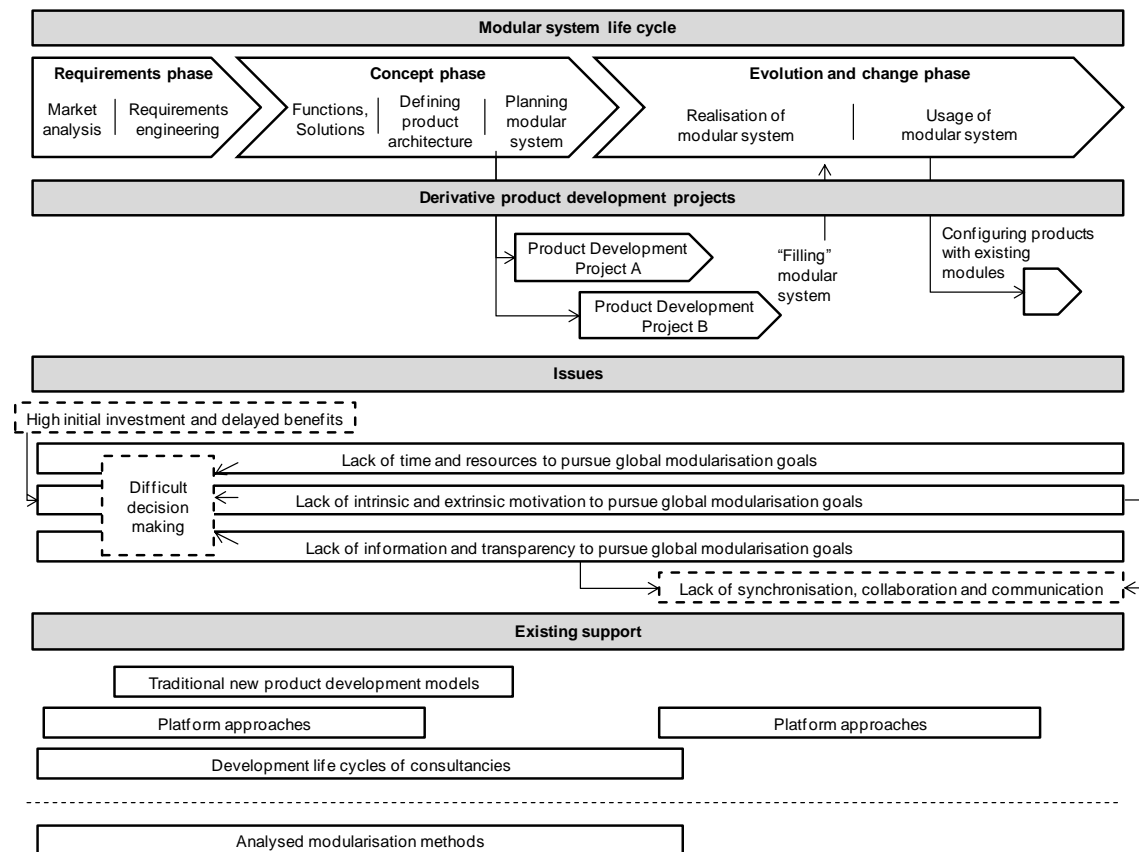 Modular system life cycle
Requirements phase
Market
analysis
Requirements
engineering
Concept phase
Functions,
Solutions
Defining
product
architecture
Planning
modular
system
Evolution and change phase
Realisation of
modular system
Usage of
modular system
Derivative product development projects
Product Development
Project A
Product Development
Project B
“Filling”
modular
system
Configuring products
with existing
modules
Issues
High initial investment and delayed benefits
Lack of time and resources to pursue global modularisation goals
Difficult
decision
making
Lack of intrinsic and extrinsic motivation to pursue global modularisation goals
Lack of information and transparency to pursue global modularisation goals
Lack of synchronisation, collaboration and communication
Existing support
Traditional new product development models
Platform approaches
Platform approaches
Development life cycles of consultancies
Analysed modularisation methods